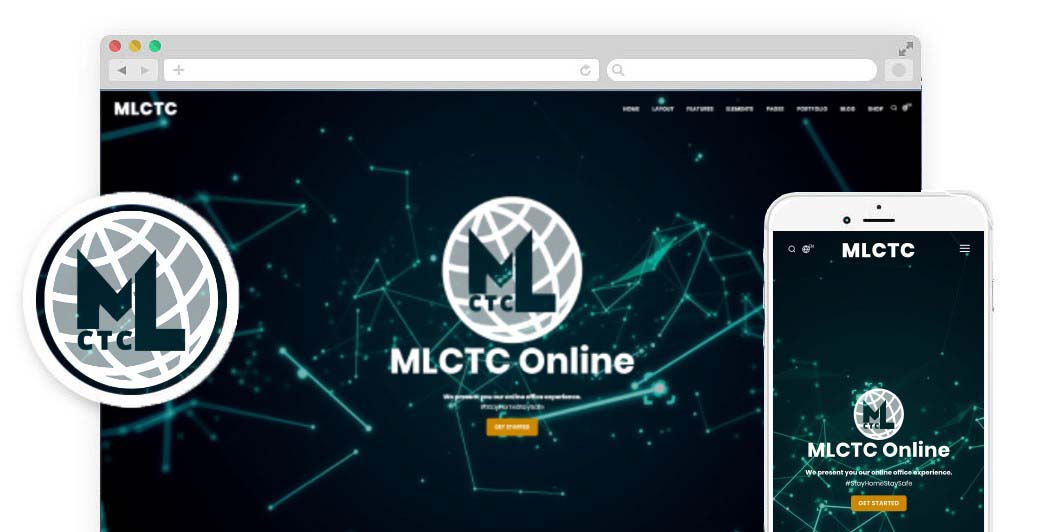 MLCTC
HOME LAYOUT FEATURES ELEMENTS PAGES PORTFOLIO BLOG SHOP EN
ML
CTC
ML
CTC
MLCTC Online
We present you our online office experience.
#StayHomeStaySafe
GET STARTED
EN
MLCTC
ML
CTC
MLCTC Online
We present you our online office experience.
#StayHomeStaySafe
GET STARTED